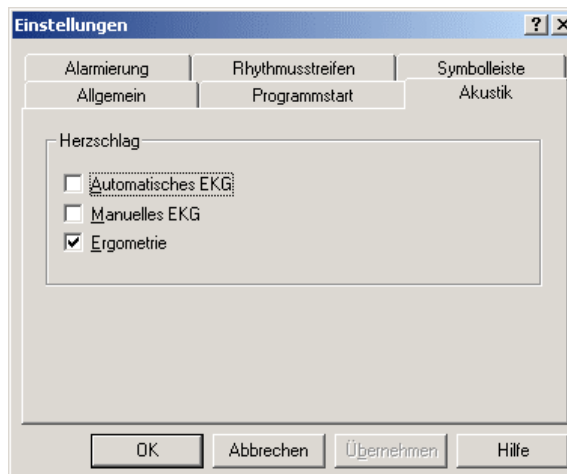 Einstellungen
Alarmierung Rhythmusstreifen Symbolleiste
Allgemein Programmstart Akustik
Herzschlag
Automatisches EKG
Manuelles EKG
Ergometrie
OK Abbrechen Übernehmen Hilfe